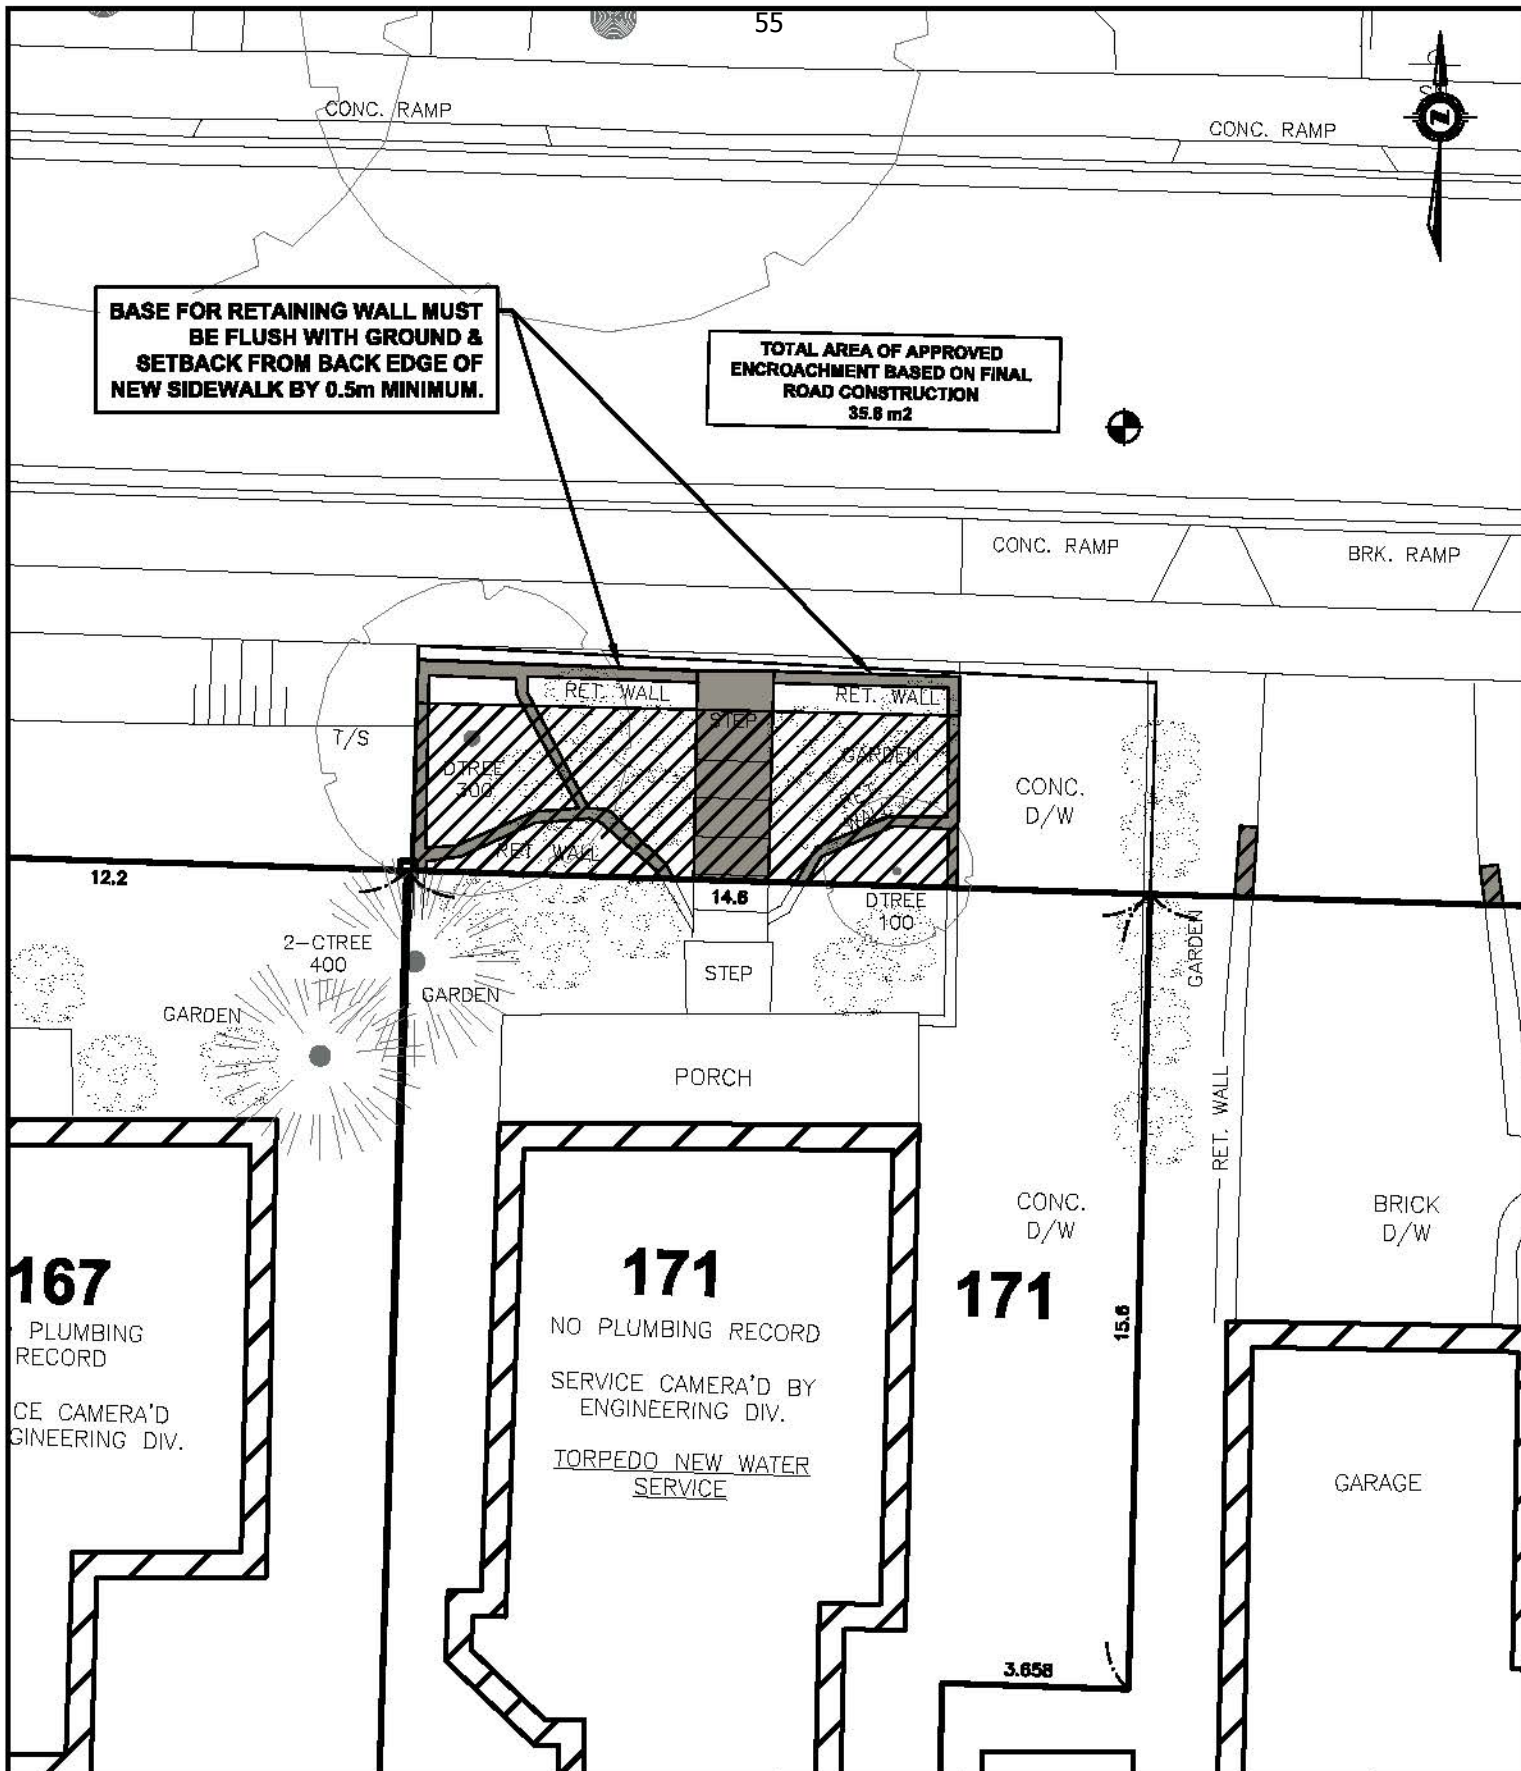 55
CONC. RAMP
CONC. RAMP
N
BASE FOR RETAINING WALL MUST
BE FLUSH WITH GROUND &
SETBACK FROM BACK EDGE OF
NEW SIDEWALK BY 0.5m MINIMUM.
TOTAL AREA OF APPROVED
ENCROACHMENT BASED ON FINAL
ROAD CONSTRUCTION
35.8 m2
CONC. RAMP
BRK. RAMP
RET. WALL
RET. WALL
STEP
T/S
GARDEN
DTREE
300
RET.
WALL
CONC.
D/W
RET. WALL
12.2
14.6
DTREE
100
2-CTREE
400
STEP
GARDEN
GARDEN
GARDEN
PORCH
RET. WALL
CONC.
D/W
BRICK
D/W
167
PLUMBING
RECORD
CE CAMERA'D
GINEERING DIV.
171
NO PLUMBING RECORD
SERVICE CAMERA'D BY
ENGINEERING DIV.
TORPEDO NEW WATER
SERVICE
171
15.6
GARAGE
3.658